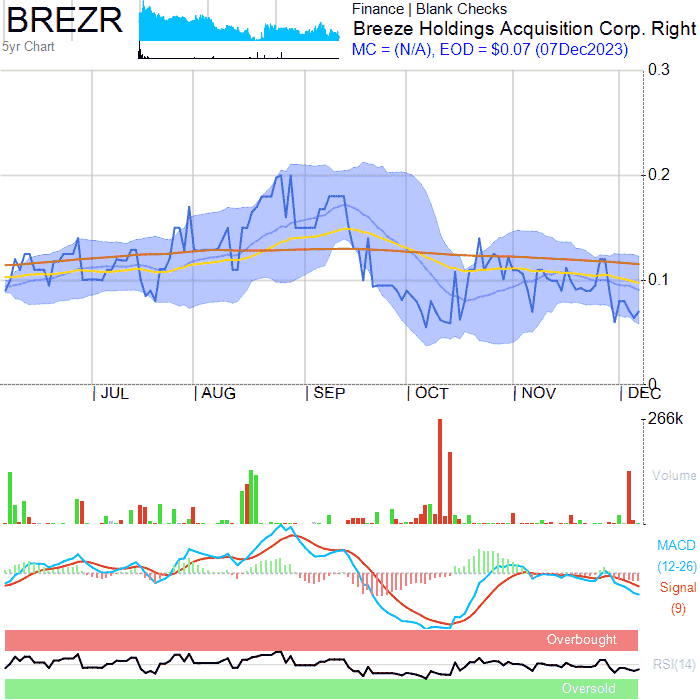 BREZR
5yr Chart
Finance | Blank Checks
Breeze Holdings Acquisition Corp. Right
MC = (N/A), EOD = $0.07 (07Dec2023)
0.3
0.2
0.1
0
JUL AUG SEP OCT NOV DEC
266k
Volume
MACD
(12-26)
Signal
(9)
Overbought
RSI(14)
Oversold